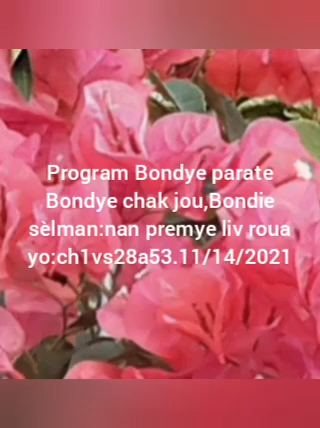 Program Bondye parate
Bondye chak jou,Bondie
sèlman:nan premye liv roua
yo:ch1vs28a53.11/14/2021